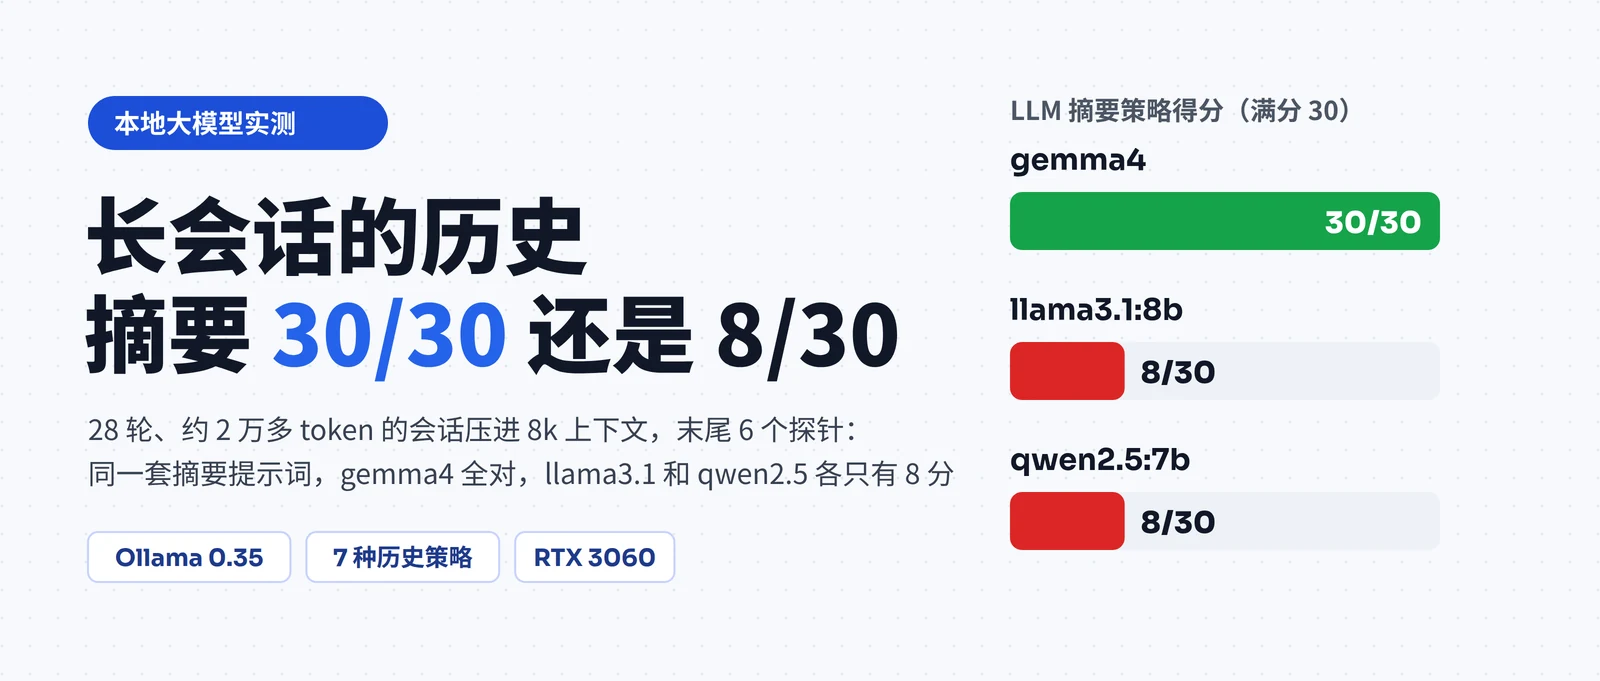 本地大模型实测
长会话的历史
摘要 30/30 还是 8/30
28 轮、约 2 万多 token 的会话压进 8k 上下文，末尾 6 个探针：
同一套摘要提示词，gemma4 全对，llama3.1 和 qwen2.5 各只有 8 分
Ollama 0.35
7 种历史策略
RTX 3060
LLM 摘要策略得分（满分 30）
gemma4
30/30
llama3.1:8b
8/30
qwen2.5:7b
8/30